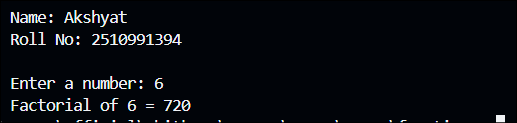 Name: Akshyat
Roll No: 2510991394
Enter a number: 6
Factorial of 6 = 720